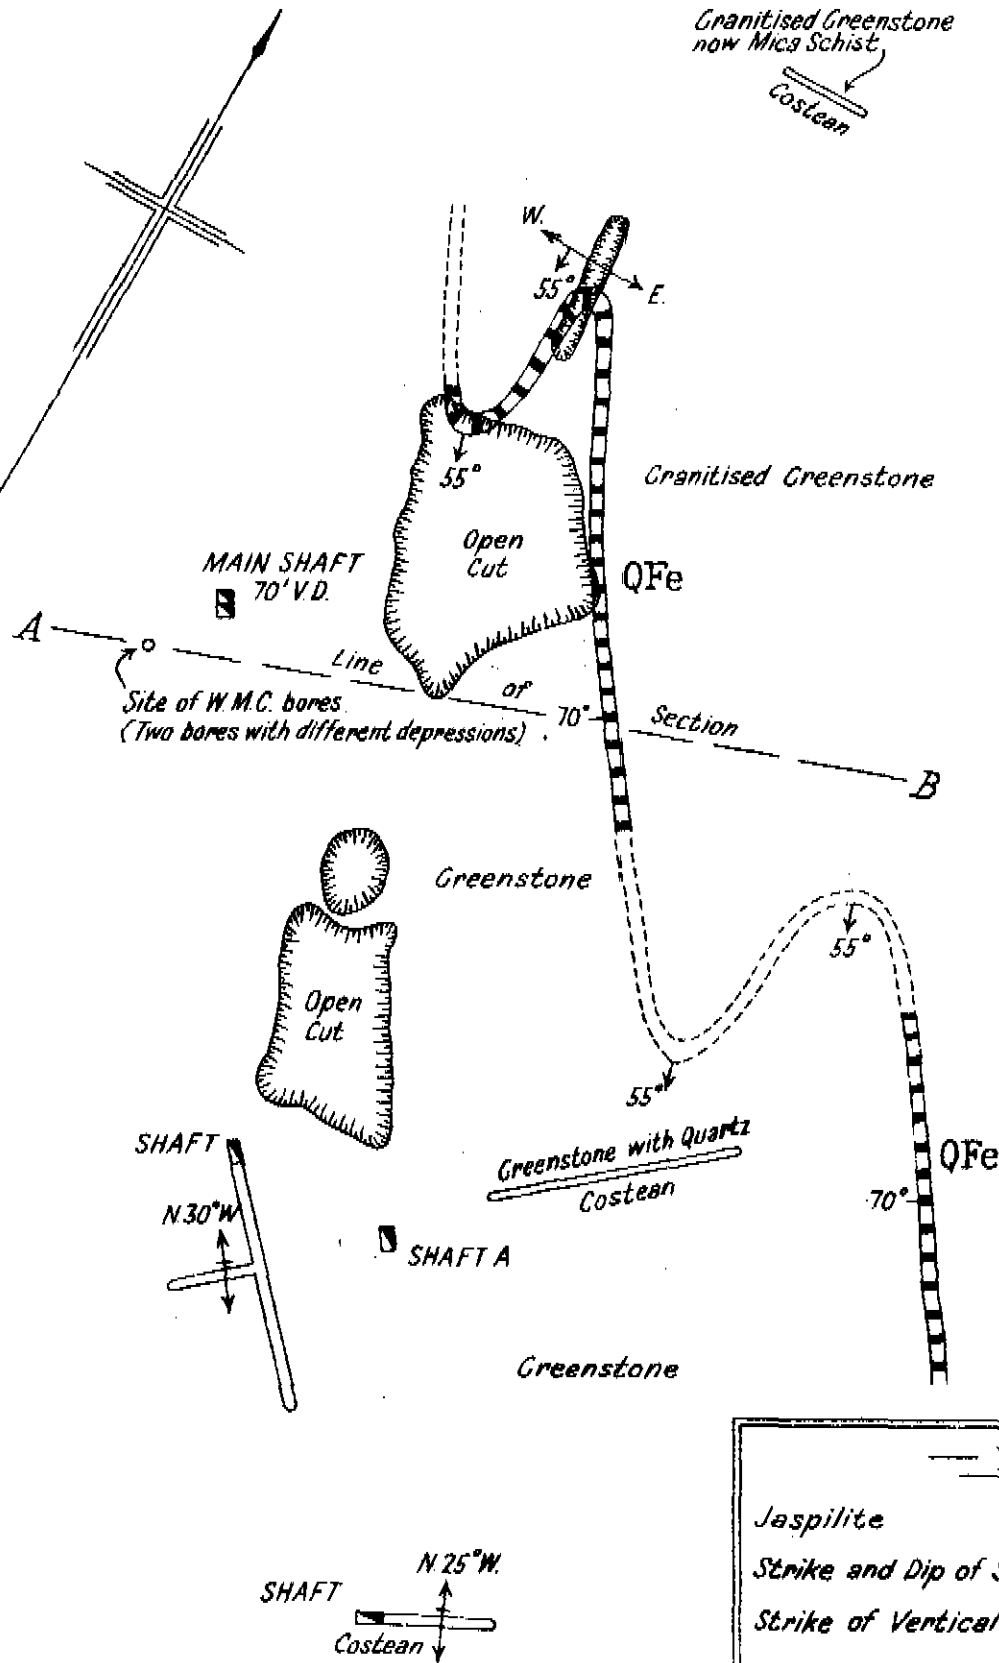 Granitised Greenstone
now Mica Schist
Costean
W.
55°
E.
55°
Granitised Greenstone
Open
Cut
MAIN SHAFT
70' V.D.
QFe
A
Line of Section
Site of W.M.C. bores.
(Two bores with different depressions)
70°
B
Greenstone
55°
Open
Cut
55°
SHAFT
Greenstone with Quartz
Costean
QFe
N.30°W
70°
SHAFT A
Greenstone
Jaspilite
Strike and Dip of S
Strike of Vertical
N.25°W.
SHAFT
Costean